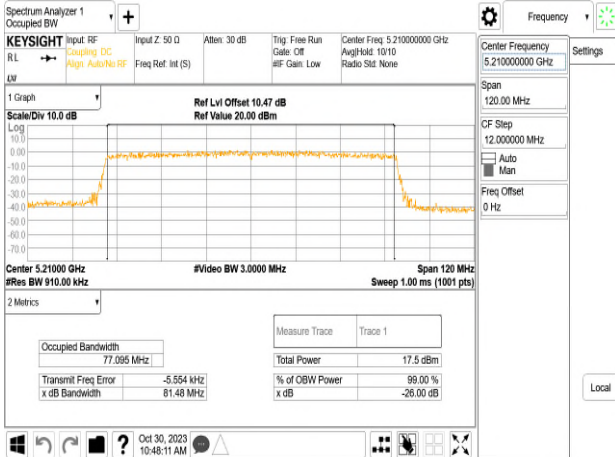 Spectrum Analyzer 1
Occupied BW
+
Frequency
KEYSIGHT Input: RF Input Z: 50 Ω Atten: 30 dB Trig: Free Run Center Freq: 5.210000000 GHz
RL Coupling: DC Gate: Off Avg|Hold: 10/10
Align: Auto/No RF Freq Ref: Int (S) #IF Gain: Low Radio Std: None
Center Frequency
5.210000000 GHz
Settings
Span
120.00 MHz
CF Step
12.000000 MHz
Auto
Man
Freq Offset
0 Hz
Local
1 Graph
Ref Lvl Offset 10.47 dB
Scale/Div 10.0 dB Ref Value 20.00 dBm
Log
10.0
0.00
-10.0
-20.0
-30.0
-40.0
-50.0
-60.0
-70.0
Center 5.21000 GHz #Video BW 3.0000 MHz Span 120 MHz
#Res BW 910.00 kHz Sweep 1.00 ms (1001 pts)
2 Metrics
Measure Trace Trace 1
Occupied Bandwidth
77.095 MHz
Total Power 17.5 dBm
Transmit Freq Error -5.554 kHz % of OBW Power 99.00 %
x dB Bandwidth 81.48 MHz x dB -26.00 dB
? Oct 30, 2023
10:48:11 AM